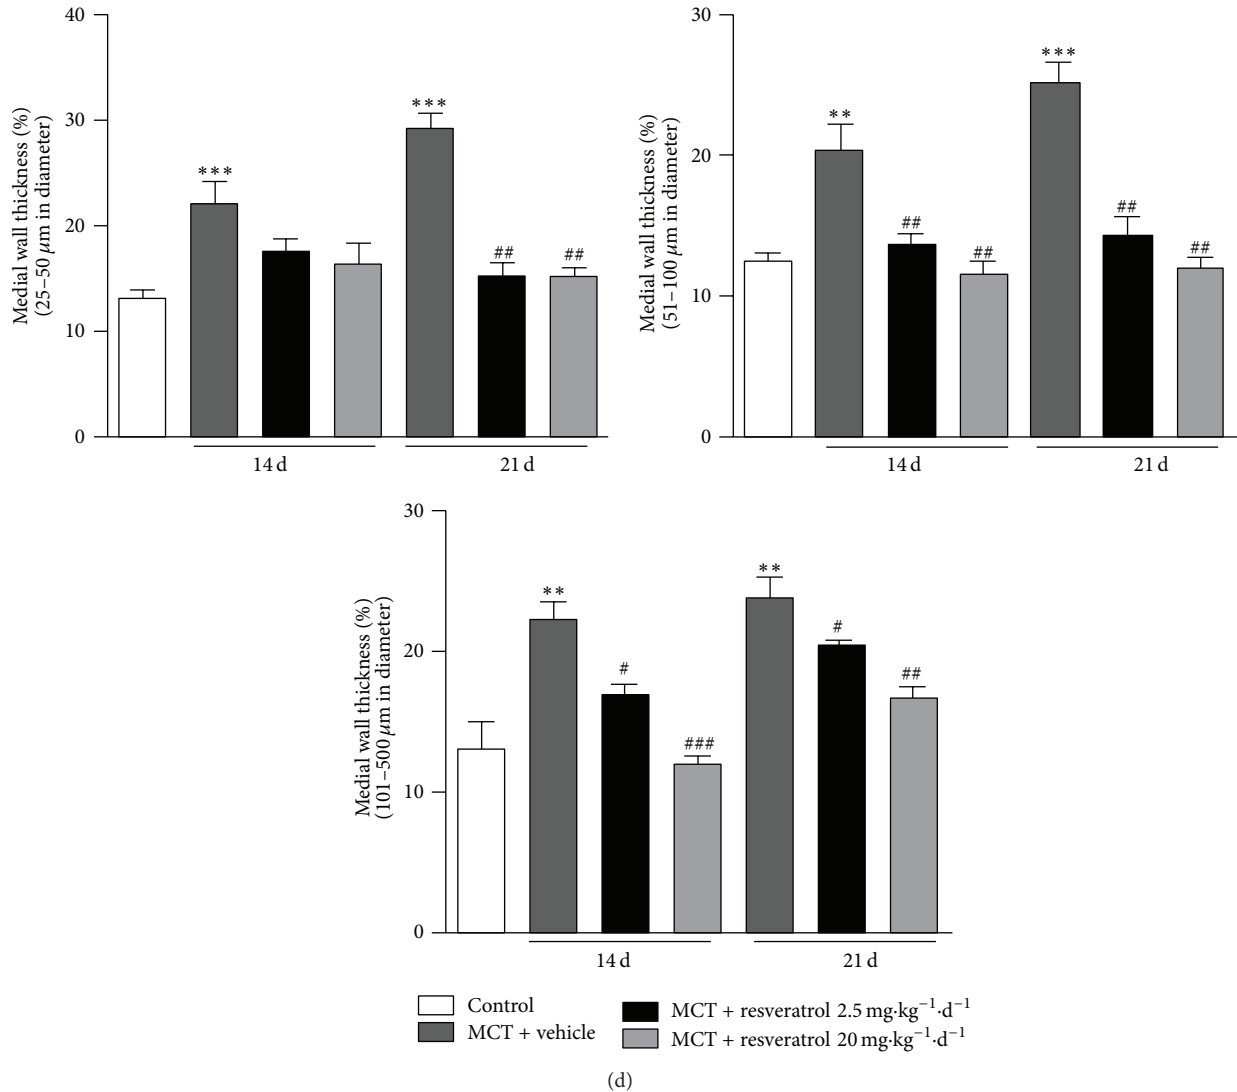 40
30
20
10
0
Medial wall thickness (%)
(25–50 μm in diameter)
***
***
##
##
14 d
21 d
30
20
10
0
Medial wall thickness (%)
(51–100 μm in diameter)
**
##
##
***
##
##
14 d
21 d
30
20
10
0
Medial wall thickness (%)
(101–500 μm in diameter)
**
#
###
**
#
##
14 d
21 d
Control
MCT + vehicle
MCT + resveratrol 2.5 mg·kg⁻¹·d⁻¹
MCT + resveratrol 20 mg·kg⁻¹·d⁻¹
(d)